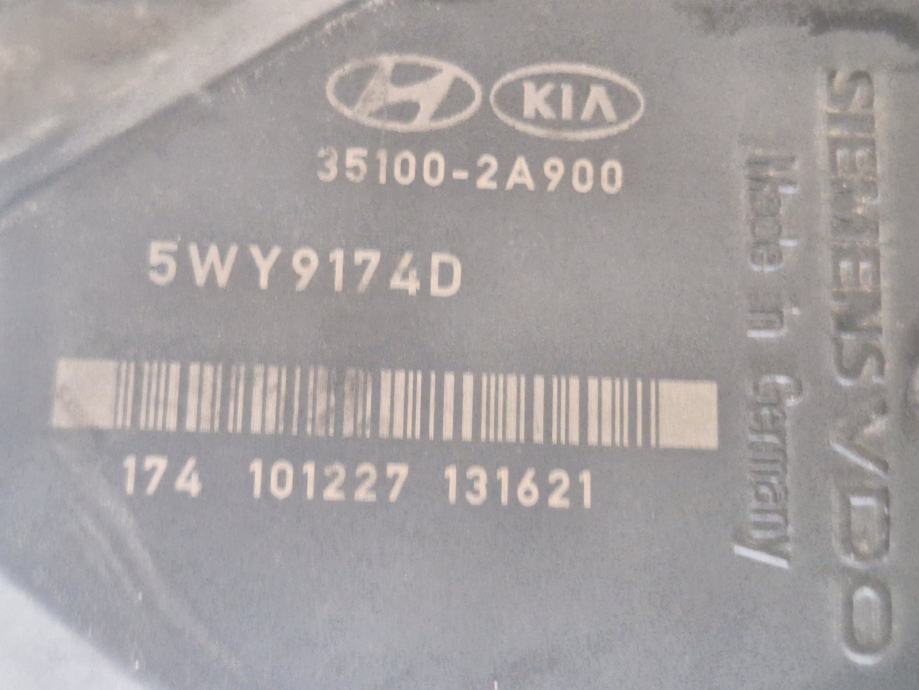 KIA
35100-2A900
5WY9174D
174 101227 131621
Made in Germany
SIEMENS VDO